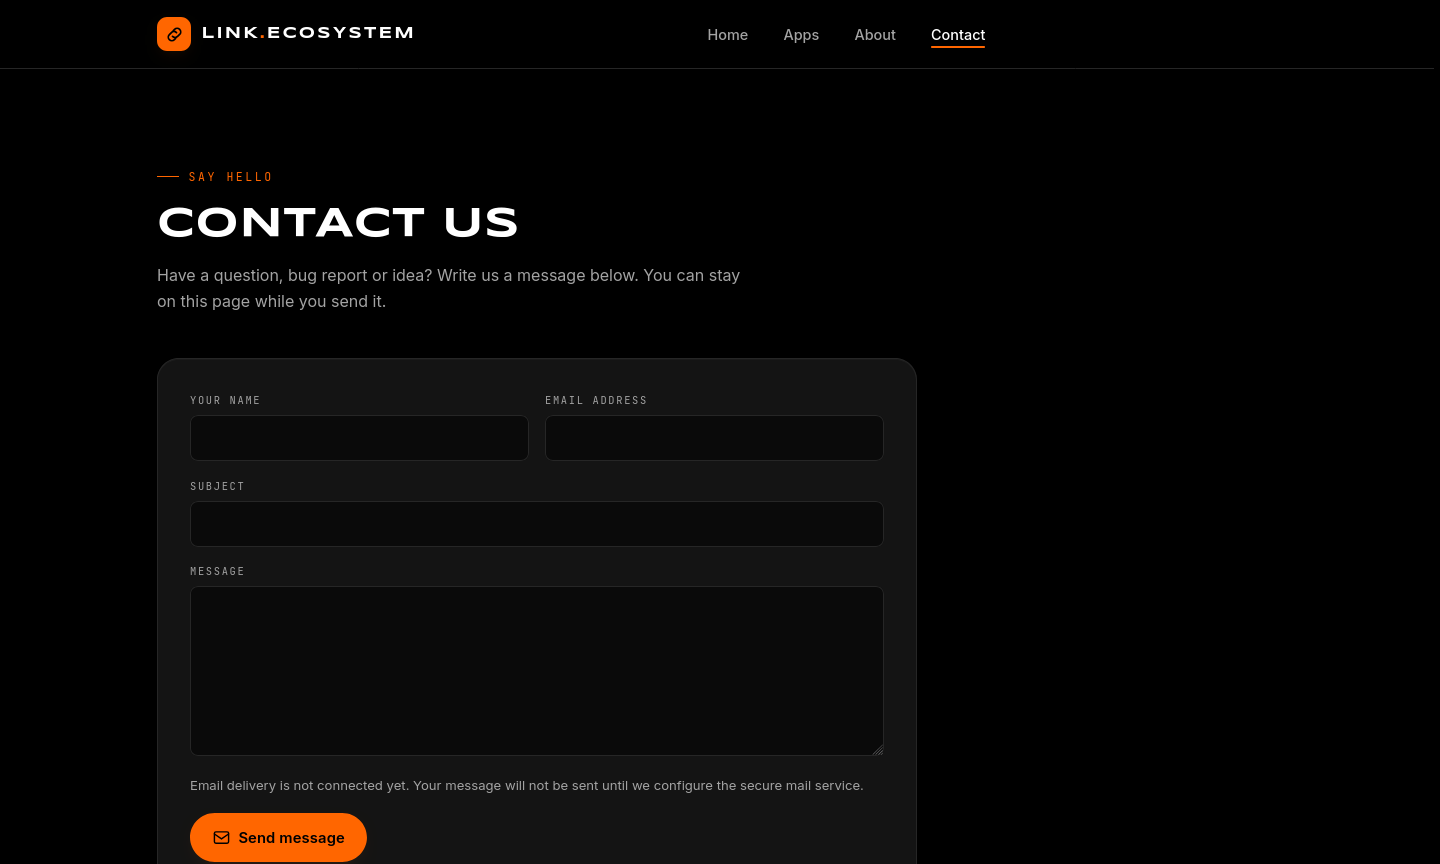 LINK.ECOSYSTEM
Home
Apps
About
Contact
SAY HELLO
CONTACT US
Have a question, bug report or idea? Write us a message below. You can stay
on this page while you send it.
YOUR NAME
EMAIL ADDRESS
SUBJECT
MESSAGE
Email delivery is not connected yet. Your message will not be sent until we configure the secure mail service.
Send message